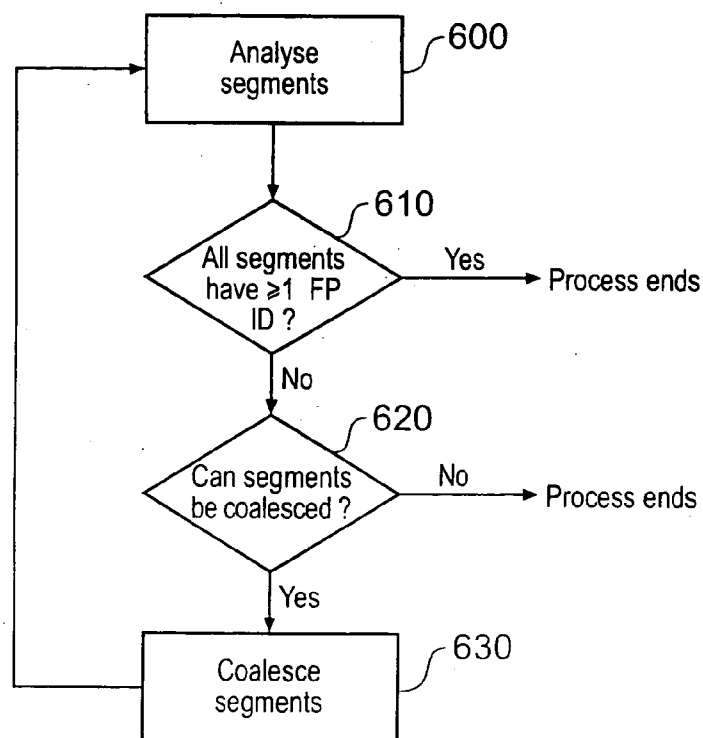 Analyse
segments
600
610
All segments
have ⩾1 FP
ID ?
Yes
Process ends
No
620
Can segments
be coalesced ?
No
Process ends
Yes
630
Coalesce
segments